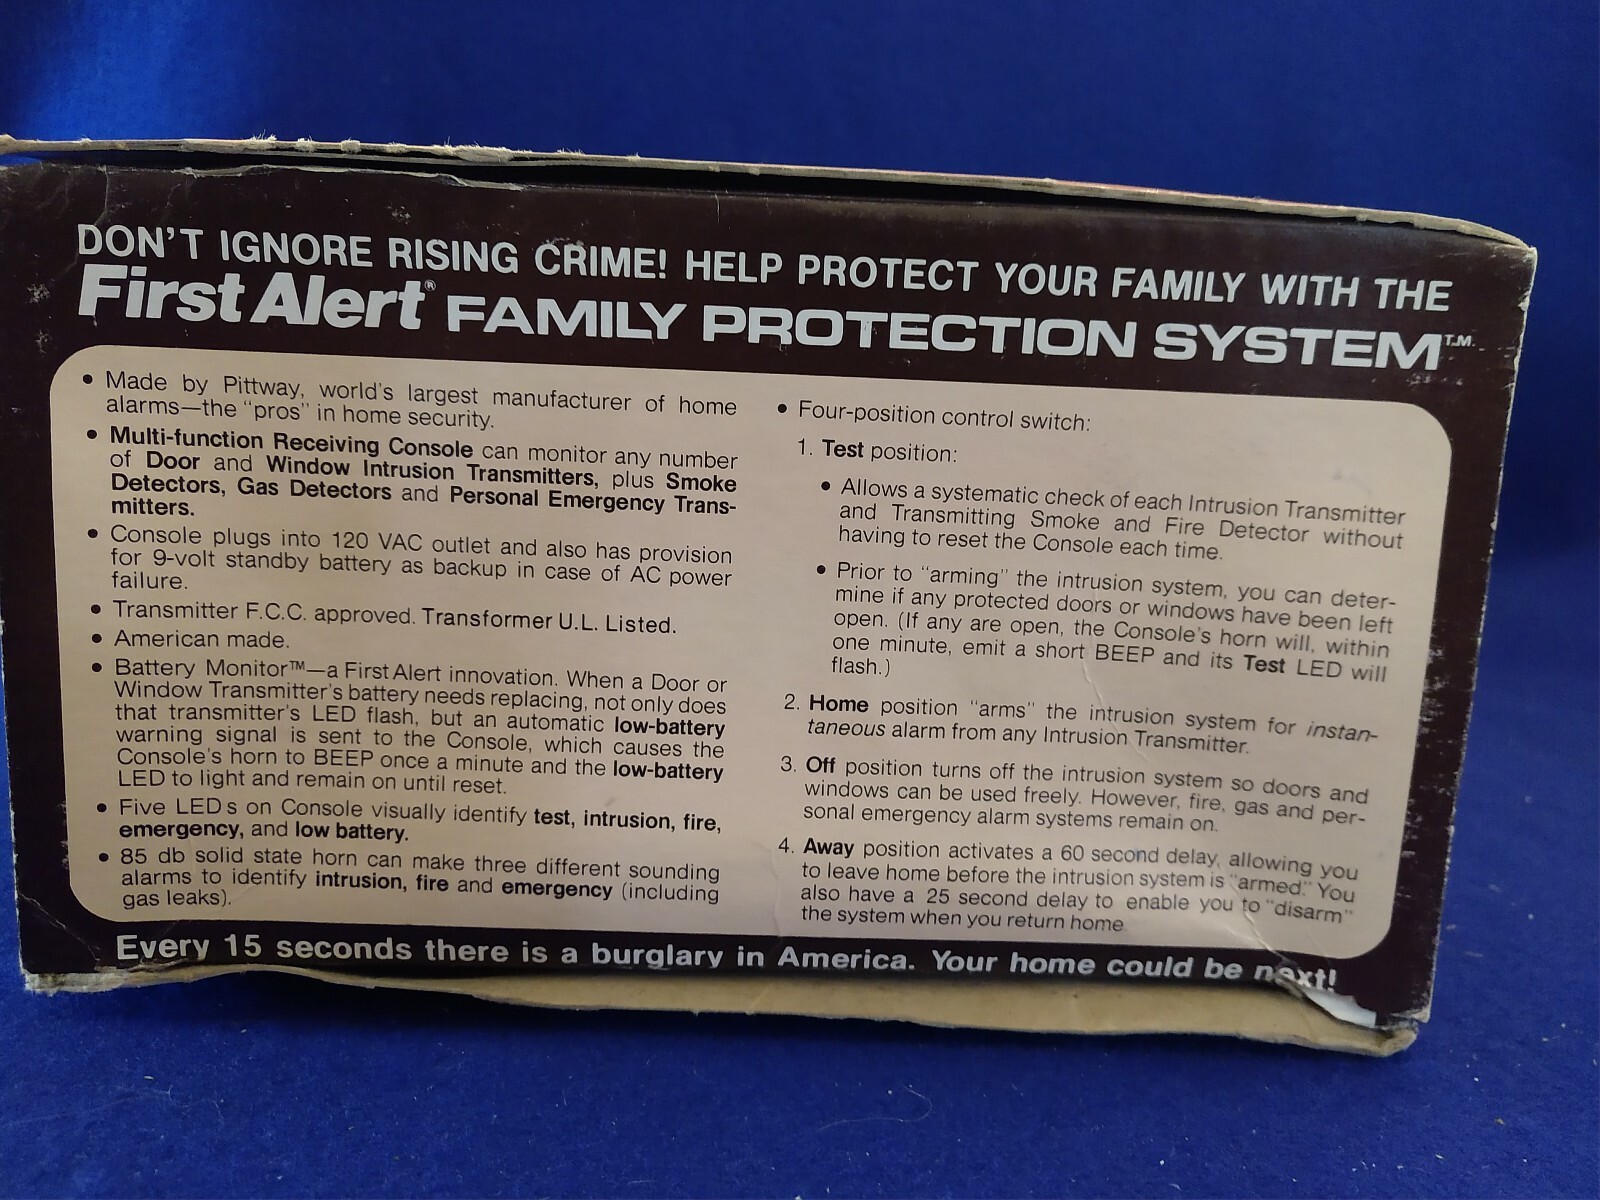 DON'T IGNORE RISING CRIME! HELP PROTECT YOUR FAMILY WITH THE
First Alert® FAMILY PROTECTION SYSTEM T.M.
• Made by Pittway, world's largest manufacturer of home
alarms—the "pros" in home security.
• Multi-function Receiving Console can monitor any number
of Door and Window Intrusion Transmitters, plus Smoke
Detectors, Gas Detectors and Personal Emergency Trans-
mitters.
• Console plugs into 120 VAC outlet and also has provision
for 9-volt standby battery as backup in case of AC power
failure.
• Transmitter F.C.C. approved. Transformer U.L. Listed.
• American made.
• Battery Monitor™—a First Alert innovation. When a Door or
Window Transmitter's battery needs replacing, not only does
that transmitter's LED flash, but an automatic low-battery
warning signal is sent to the Console, which causes the
Console's horn to BEEP once a minute and the low-battery
LED to light and remain on until reset.
• Five LEDs on Console visually identify test, intrusion, fire,
emergency, and low battery.
• 85 db solid state horn can make three different sounding
alarms to identify intrusion, fire and emergency (including
gas leaks).
• Four-position control switch:
1. Test position:
• Allows a systematic check of each Intrusion Transmitter
and Transmitting Smoke and Fire Detector without
having to reset the Console each time.
• Prior to "arming" the intrusion system, you can deter-
mine if any protected doors or windows have been left
open. (If any are open, the Console's horn will, within
one minute, emit a short BEEP and its Test LED will
flash.)
2. Home position "arms" the intrusion system for instan-
taneous alarm from any Intrusion Transmitter.
3. Off position turns off the intrusion system so doors and
windows can be used freely. However, fire, gas and per-
sonal emergency alarm systems remain on.
4. Away position activates a 60 second delay, allowing you
to leave home before the intrusion system is "armed." You
also have a 25 second delay to enable you to "disarm"
the system when you return home.
Every 15 seconds there is a burglary in America. Your home could be next!